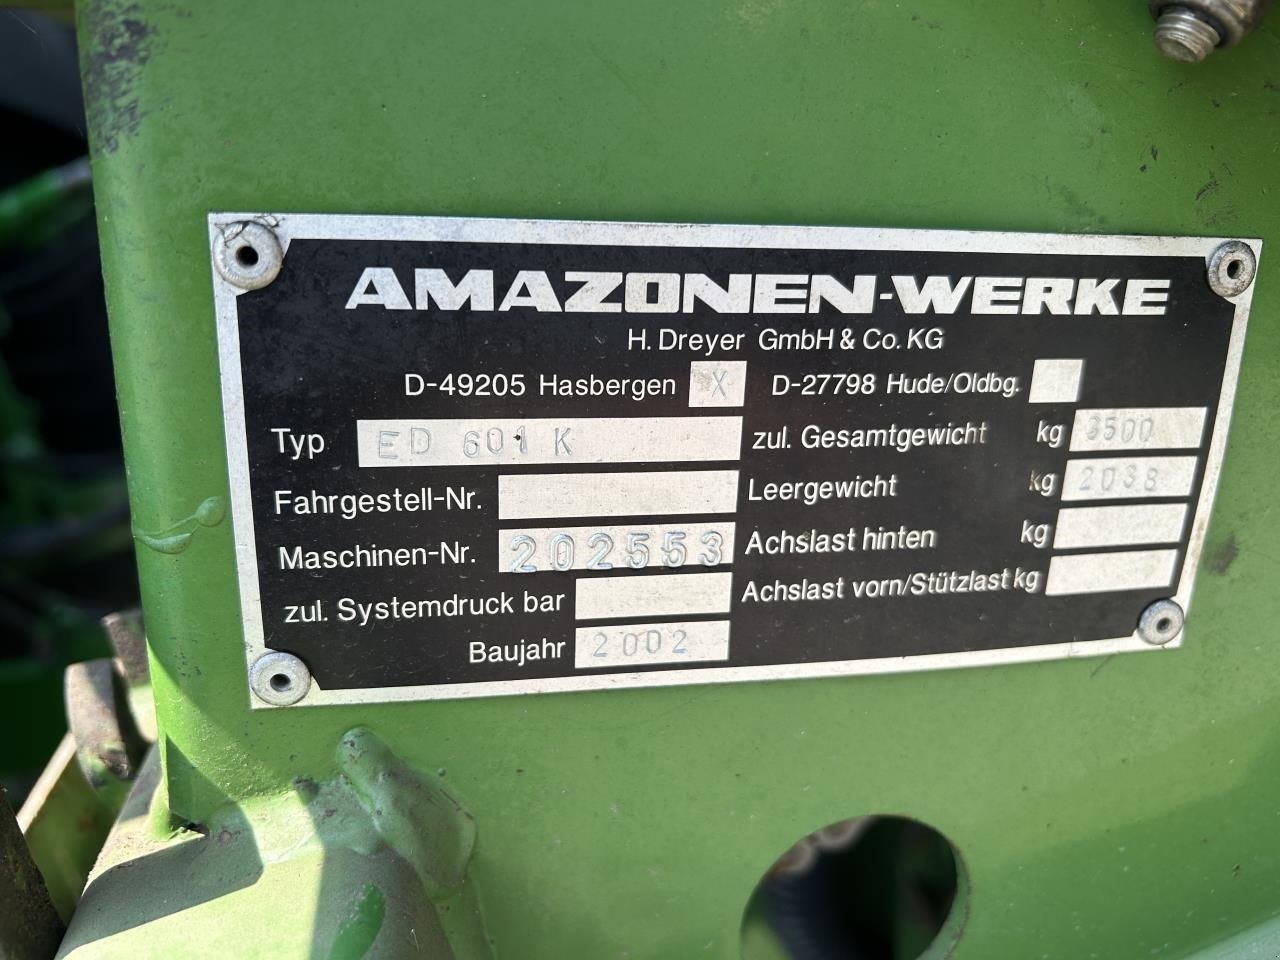 AMAZONEN-WERKE
H. Dreyer GmbH & Co. KG
D-49205 Hasbergen X D-27798 Hude/Oldbg.
Typ ED 601 K zul. Gesamtgewicht kg 3500
Fahrgestell-Nr. Leergewicht kg 2038
Maschinen-Nr. 202553 Achslast hinten kg
zul. Systemdruck bar Achslast vorn/Stützlast kg
Baujahr 2002